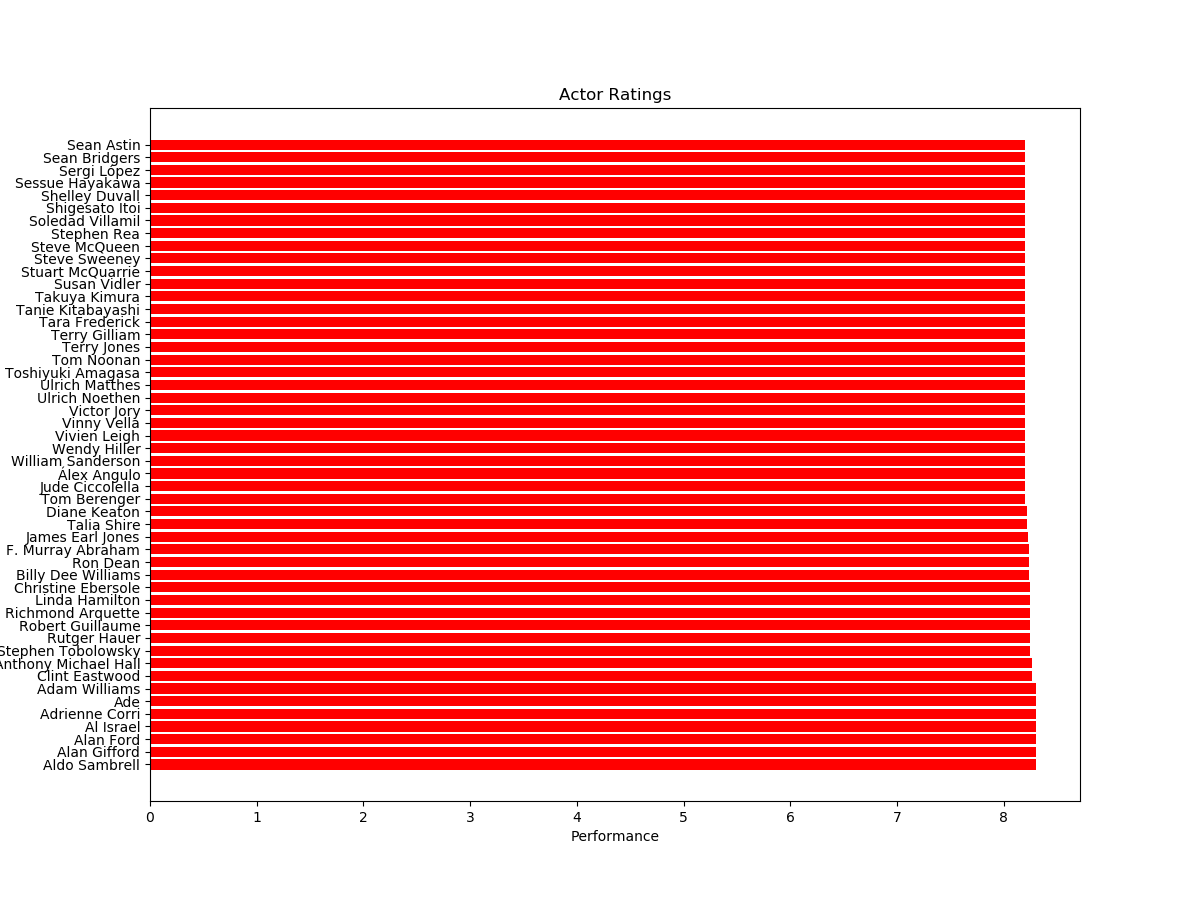 Actor Ratings
Sean Astin
Sean Bridgers
Sergi López
Sessue Hayakawa
Shelley Duvall
Shigesato Itoi
Soledad Villamil
Stephen Rea
Steve McQueen
Steve Sweeney
Stuart McQuarrie
Susan Vidler
Takuya Kimura
Tanie Kitabayashi
Tara Frederick
Terry Gilliam
Terry Jones
Tom Noonan
Toshiyuki Amagasa
Ulrich Matthes
Ulrich Noethen
Victor Jory
Vinny Vella
Vivien Leigh
Wendy Hiller
William Sanderson
Álex Angulo
Jude Ciccolella
Tom Berenger
Diane Keaton
Talia Shire
James Earl Jones
F. Murray Abraham
Ron Dean
Billy Dee Williams
Christine Ebersole
Linda Hamilton
Richmond Arquette
Robert Guillaume
Rutger Hauer
Stephen Tobolowsky
Anthony Michael Hall
Clint Eastwood
Adam Williams
Ade
Adrienne Corri
Al Israel
Alan Ford
Alan Gifford
Aldo Sambrell
0 1 2 3 4 5 6 7 8
Performance